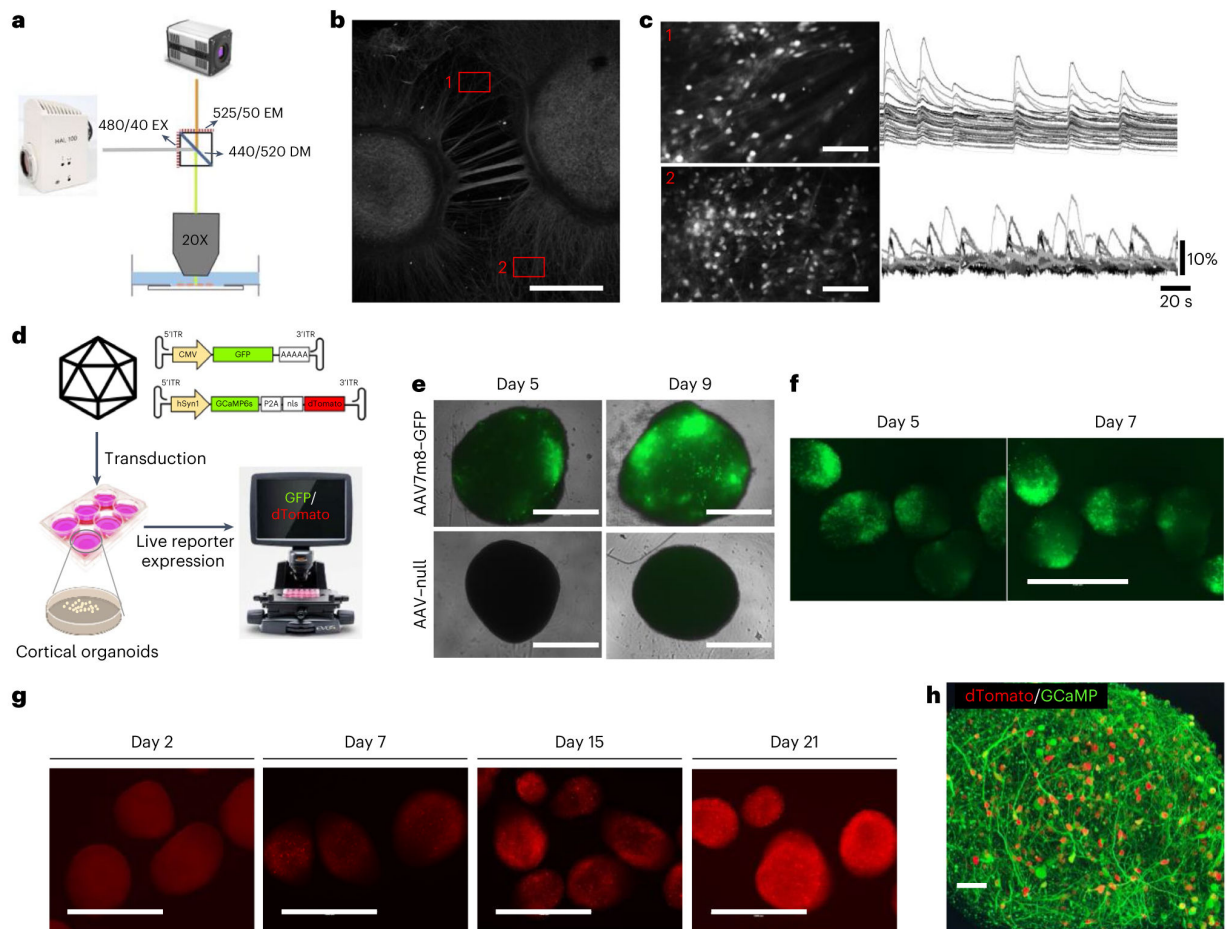 a
HAL 100
480/40 EX
525/50 EM
440/520 DM
20X
b
1
2
c
1
2
10%
20 s
d
5'ITR
3'ITR
CMV
GFP
AAAAA
5'ITR
3'ITR
hSyn1
GCaMP6s
P2A
nls
dTomato
Transduction
GFP/
dTomato
Live reporter
expression
Cortical organoids
e
Day 5
Day 9
AAV7m8–GFP
AAV–null
f
Day 5
Day 7
g
Day 2
Day 7
Day 15
Day 21
h
dTomato/GCaMP